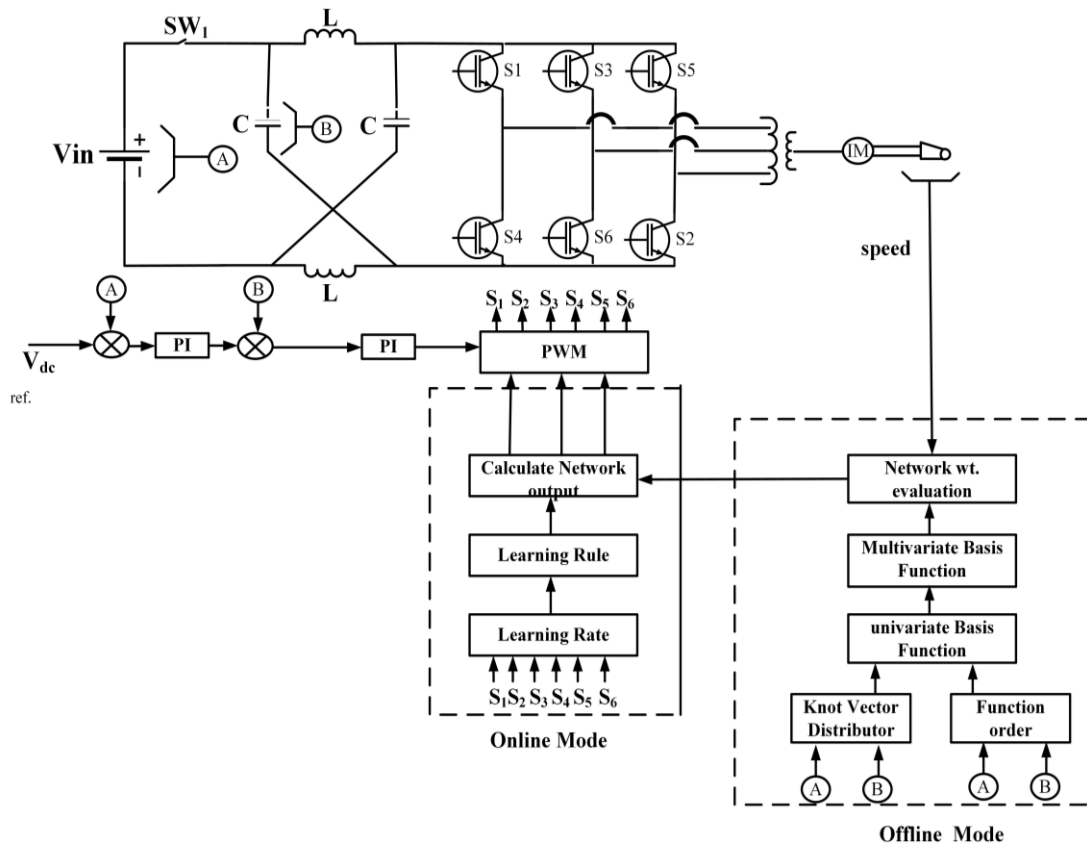 SW1
L
S1
S3
S5
C
B
C
Vin
+
-
A
IM
S4
S6
S2
L
speed
A
B
S1 S2 S3 S4 S5 S6
Vdc
ref.
PI
PI
PWM
Calculate Network
output
Network wt.
evaluation
Learning Rule
Multivariate Basis
Function
Learning Rate
univariate Basis
Function
S1 S2 S3 S4 S5 S6
Knot Vector
Distributor
Function
order
Online Mode
A
B
A
B
Offline Mode